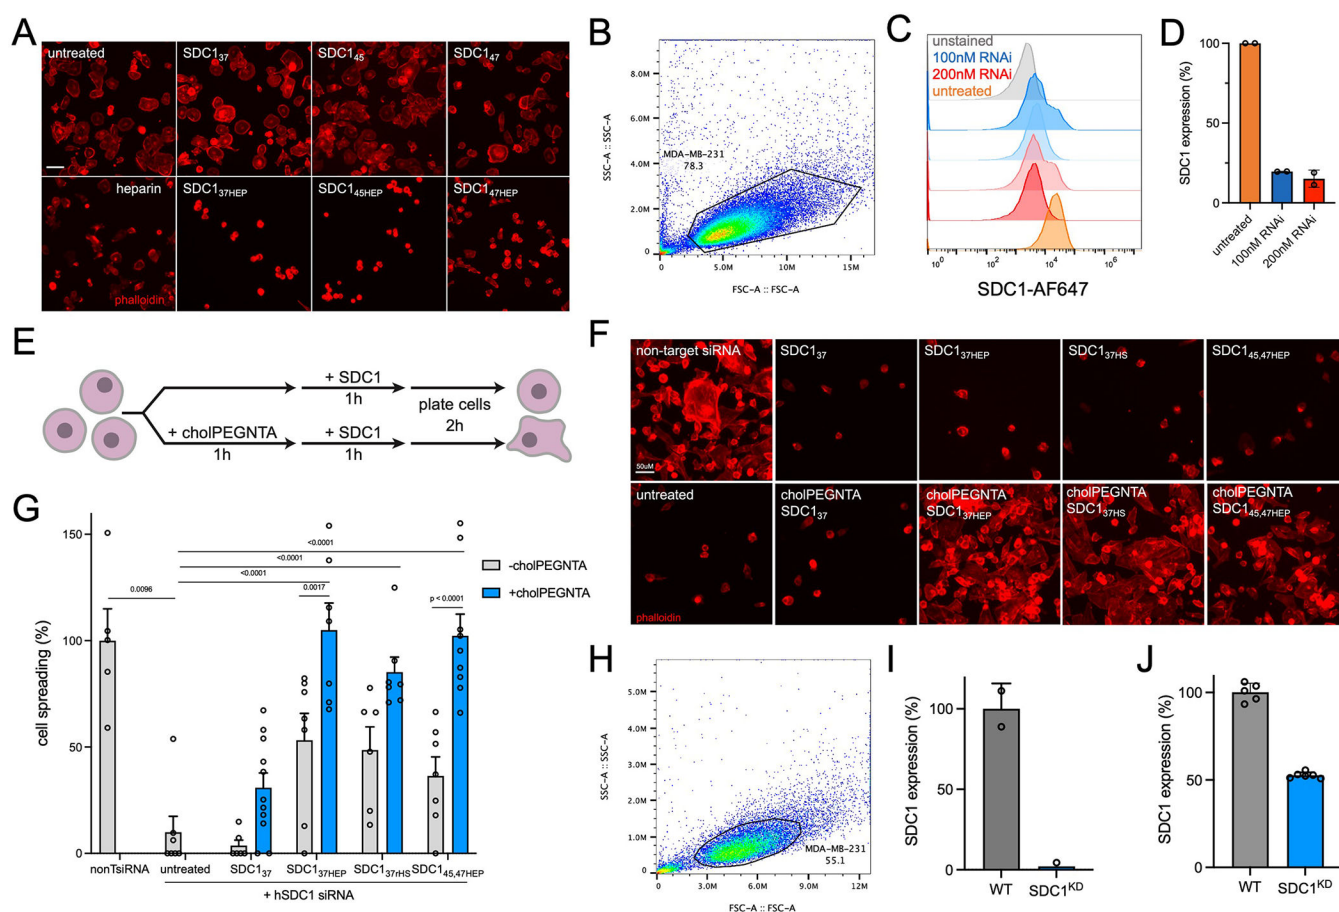 A
untreated
SDC1₃₇
SDC1₄₅
SDC1₄₇
heparin
SDC1₃₇HEP
SDC1₄₅HEP
SDC1₄₇HEP
phalloidin
B
SSC-A :: SSC-A
8.0M
6.0M
4.0M
2.0M
0
MDA-MB-231
78.3
0
5.0M
10M
15M
FSC-A :: FSC-A
C
unstained
100nM RNAi
200nM RNAi
untreated
10⁰
10²
10⁴
10⁶
SDC1-AF647
D
SDC1 expression (%)
100
50
0
untreated
100nM RNAi
200nM RNAi
E
+ SDC1
1h
plate cells
2h
+ cholPEGNTA
1h
+ SDC1
1h
F
non-target siRNA
SDC1₃₇
SDC1₃₇HEP
SDC1₃₇HS
SDC1₄₅,₄₇HEP
50uM
untreated
cholPEGNTA
SDC1₃₇
cholPEGNTA
SDC1₃₇HEP
cholPEGNTA
SDC1₃₇HS
cholPEGNTA
SDC1₄₅,₄₇HEP
phalloidin
G
cell spreading (%)
150
100
50
0
<0.0001
<0.0001
<0.0001
0.0096
0.0017
p < 0.0001
-cholPEGNTA
+cholPEGNTA
nonTsiRNA
untreated
SDC1₃₇
SDC1₃₇HEP
SDC1₃₇HS
SDC1₄₅,₄₇HEP
+ hSDC1 siRNA
H
SSC-A :: SSC-A
5.0M
4.0M
3.0M
2.0M
1.0M
0
MDA-MB-231
55.1
0
3.0M
6.0M
9.0M
12M
FSC-A :: FSC-A
I
SDC1 expression (%)
100
50
0
WT
SDC1ᴷᴰ
J
SDC1 expression (%)
100
50
0
WT
SDC1ᴷᴰ